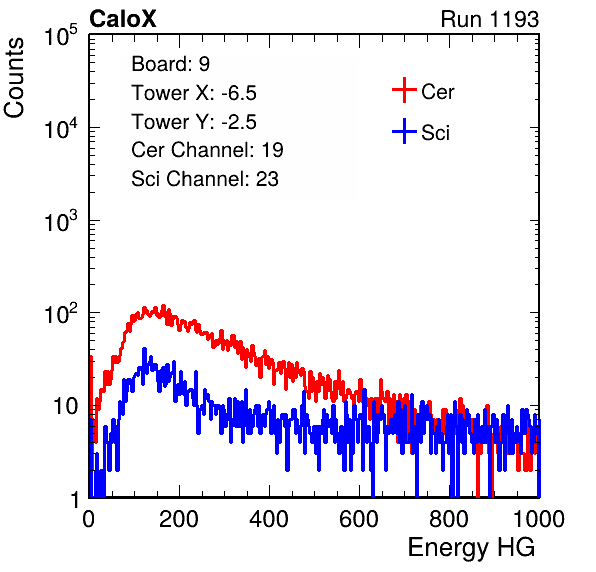 CaloX Run 1193
Counts
10^5
10^4
10^3
10^2
10
1
Board: 9
Tower X: -6.5
Tower Y: -2.5
Cer Channel: 19
Sci Channel: 23
Cer
Sci
0 200 400 600 800 1000
Energy HG